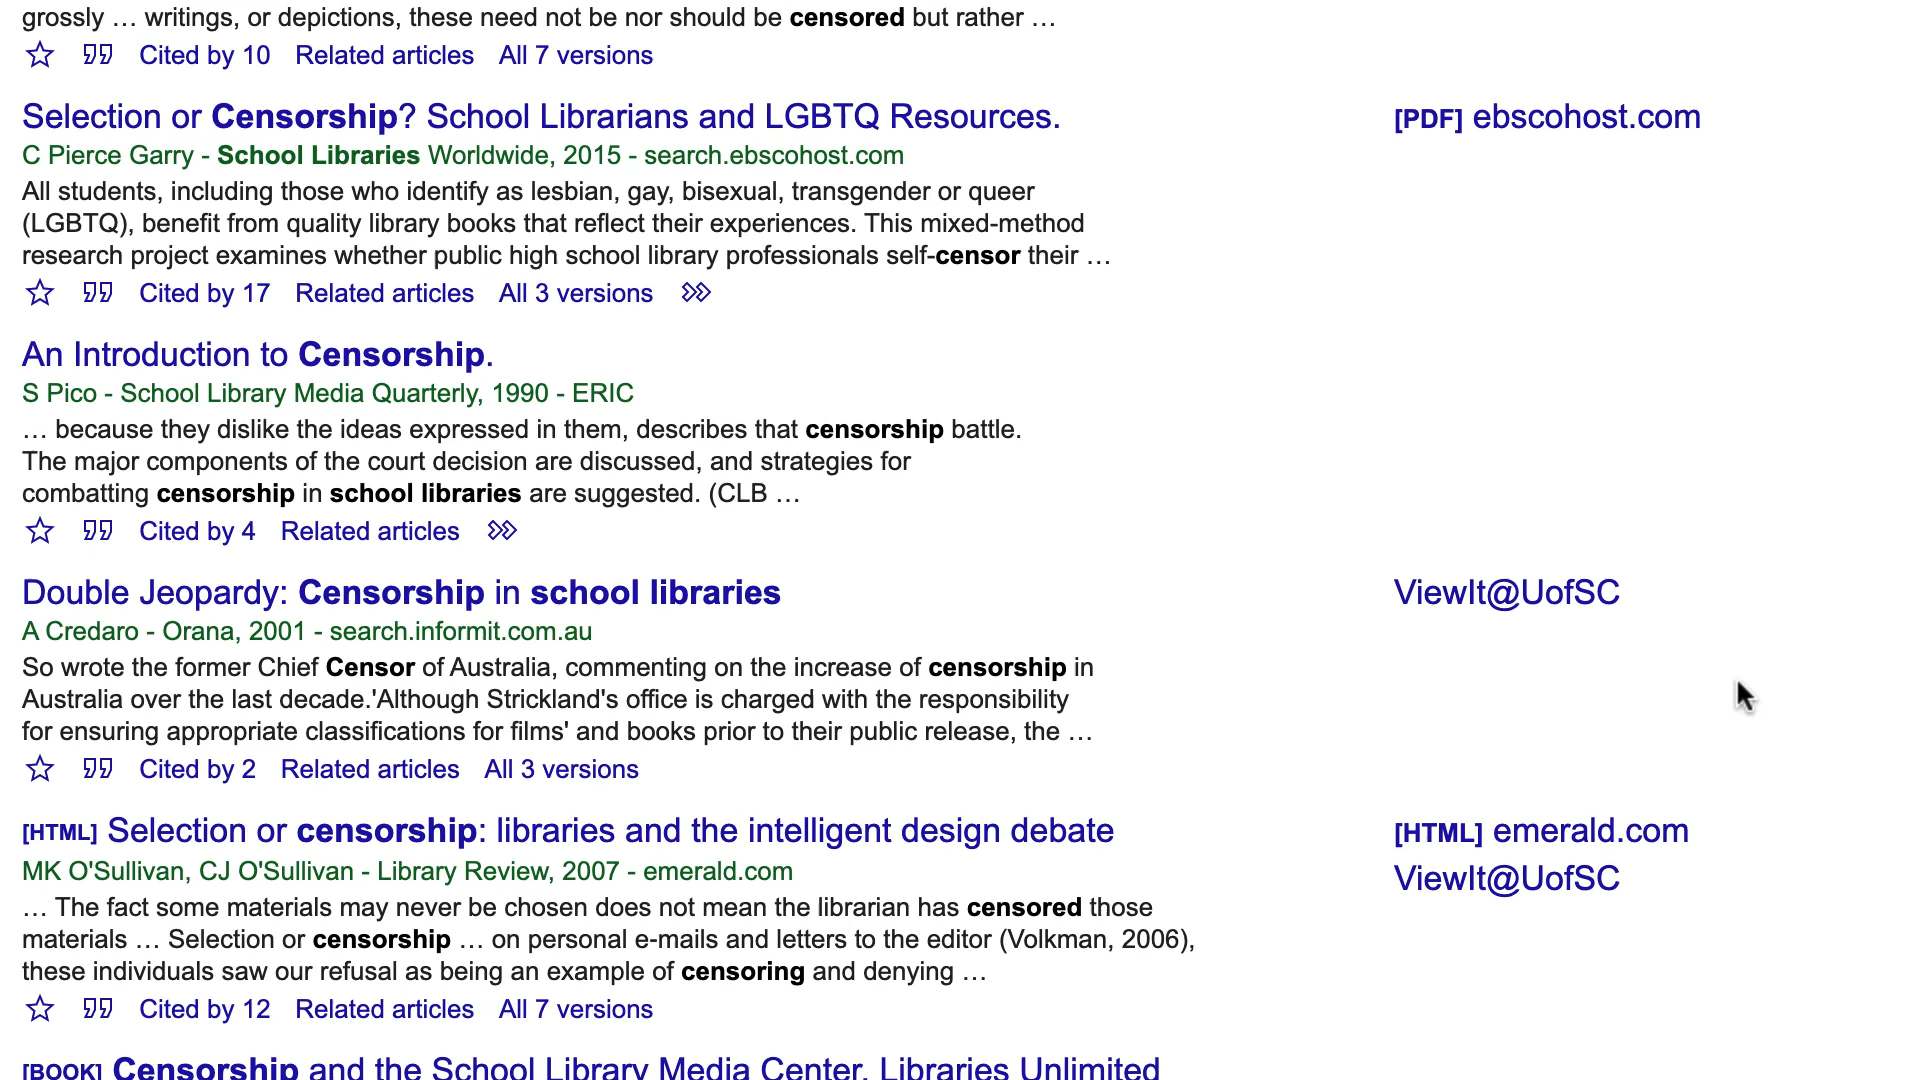 grossly … writings, or depictions, these need not be nor should be censored but rather …
Cited by 10 Related articles All 7 versions
Selection or Censorship? School Librarians and LGBTQ Resources.
[PDF] ebscohost.com
C Pierce Garry - School Libraries Worldwide, 2015 - search.ebscohost.com
All students, including those who identify as lesbian, gay, bisexual, transgender or queer
(LGBTQ), benefit from quality library books that reflect their experiences. This mixed-method
research project examines whether public high school library professionals self-censor their …
Cited by 17 Related articles All 3 versions
An Introduction to Censorship.
S Pico - School Library Media Quarterly, 1990 - ERIC
… because they dislike the ideas expressed in them, describes that censorship battle.
The major components of the court decision are discussed, and strategies for
combatting censorship in school libraries are suggested. (CLB …
Cited by 4 Related articles
Double Jeopardy: Censorship in school libraries
ViewIt@UofSC
A Credaro - Orana, 2001 - search.informit.com.au
So wrote the former Chief Censor of Australia, commenting on the increase of censorship in
Australia over the last decade.'Although Strickland's office is charged with the responsibility
for ensuring appropriate classifications for films' and books prior to their public release, the …
Cited by 2 Related articles All 3 versions
[HTML] Selection or censorship: libraries and the intelligent design debate
[HTML] emerald.com
MK O'Sullivan, CJ O'Sullivan - Library Review, 2007 - emerald.com
ViewIt@UofSC
… The fact some materials may never be chosen does not mean the librarian has censored those
materials … Selection or censorship … on personal e-mails and letters to the editor (Volkman, 2006),
these individuals saw our refusal as being an example of censoring and denying …
Cited by 12 Related articles All 7 versions
[BOOK] Censorship and the School Library Media Center. Libraries Unlimited